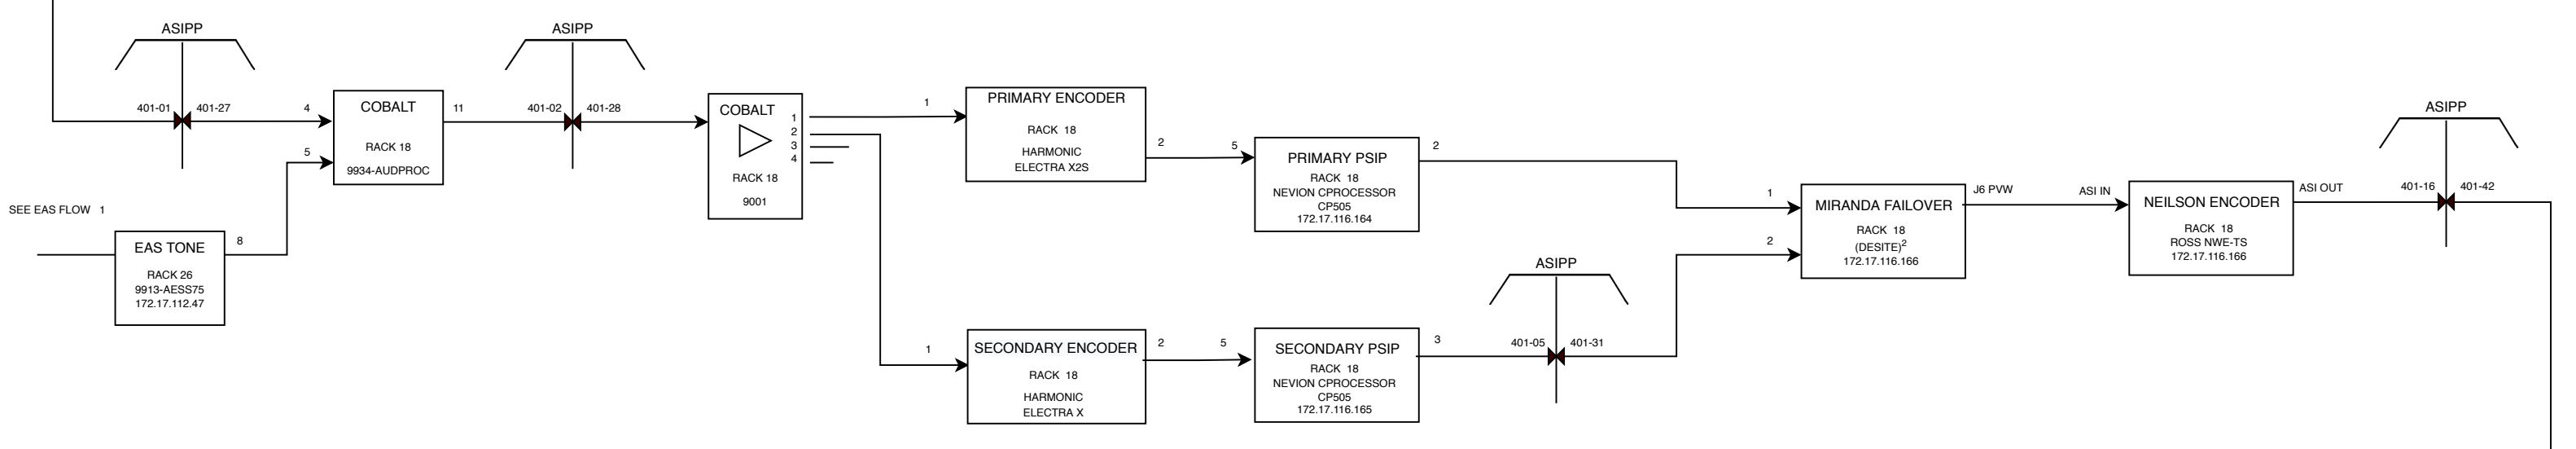 ASIPP
401-01
401-27
4
5
COBALT
RACK 18
9934-AUDPROC
11
SEE EAS FLOW 1
EAS TONE
RACK 26
9913-AESS75
172.17.112.47
8
ASIPP
401-02
401-28
COBALT
1
2
3
4
RACK 18
9001
1
PRIMARY ENCODER
RACK 18
HARMONIC
ELECTRA X2S
2
5
PRIMARY PSIP
RACK 18
NEVION CPROCESSOR
CP505
172.17.116.164
2
1
SECONDARY ENCODER
RACK 18
HARMONIC
ELECTRA X
2
5
SECONDARY PSIP
RACK 18
NEVION CPROCESSOR
CP505
172.17.116.165
3
ASIPP
401-05
401-31
1
2
MIRANDA FAILOVER
RACK 18
(DESITE)2
172.17.116.166
J6 PVW
ASI IN
NEILSON ENCODER
RACK 18
ROSS NWE-TS
172.17.116.166
ASI OUT
ASIPP
401-16
401-42